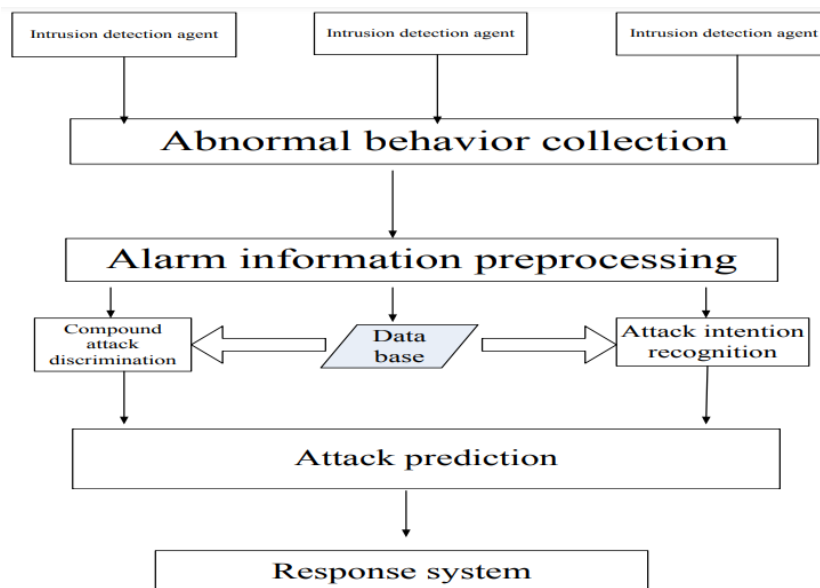 Intrusion detection agent
Intrusion detection agent
Intrusion detection agent
Abnormal behavior collection
Alarm information preprocessing
Compound
attack
discrimination
Data
base
Attack intention
recognition
Attack prediction
Response system